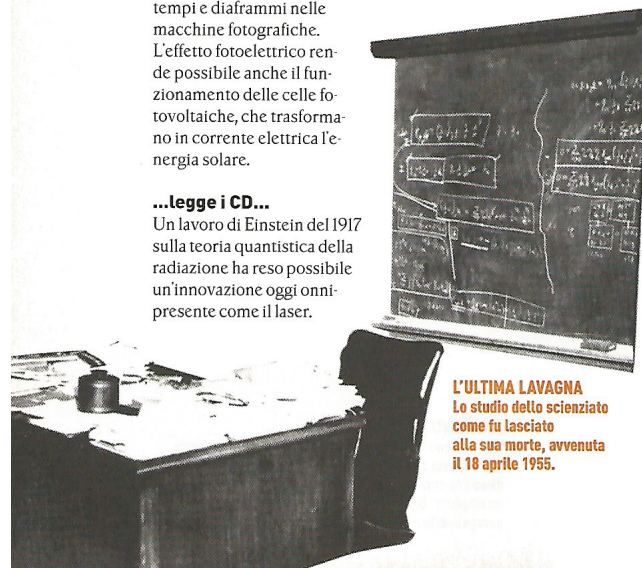 tempi e diaframmi nelle
macchine fotografiche.
L'effetto fotoelettrico ren-
de possibile anche il fun-
zionamento delle celle fo-
tovoltaiche, che trasforma-
no in corrente elettrica l'e-
nergia solare.
...legge i CD...
Un lavoro di Einstein del 1917
sulla teoria quantistica della
radiazione ha reso possibile
un'innovazione oggi onni-
presente come il laser.
L'ULTIMA LAVAGNA
Lo studio dello scienziato
come fu lasciato
alla sua morte, avvenuta
il 18 aprile 1955.